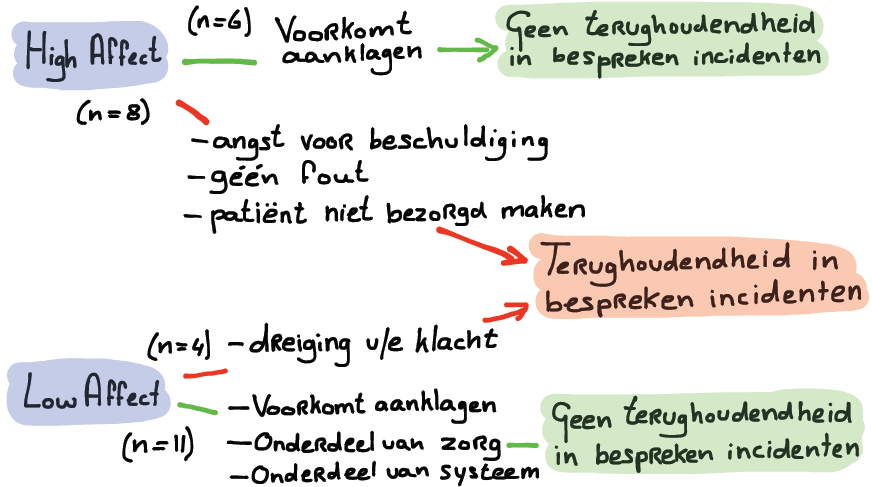 High Affect
(n=6)
Voorkomt
aanklagen
Geen terughoudendheid
in bespreken incidenten
(n=8)
- angst voor beschuldiging
- géén fout
- patiënt niet bezorgd maken
Terughoudendheid in
bespreken incidenten
Low Affect
(n=4)
- dreiging v/e klacht
(n=11)
- Voorkomt aanklagen
- Onderdeel van zorg
- Onderdeel van systeem
Geen terughoudendheid
in bespreken incidenten